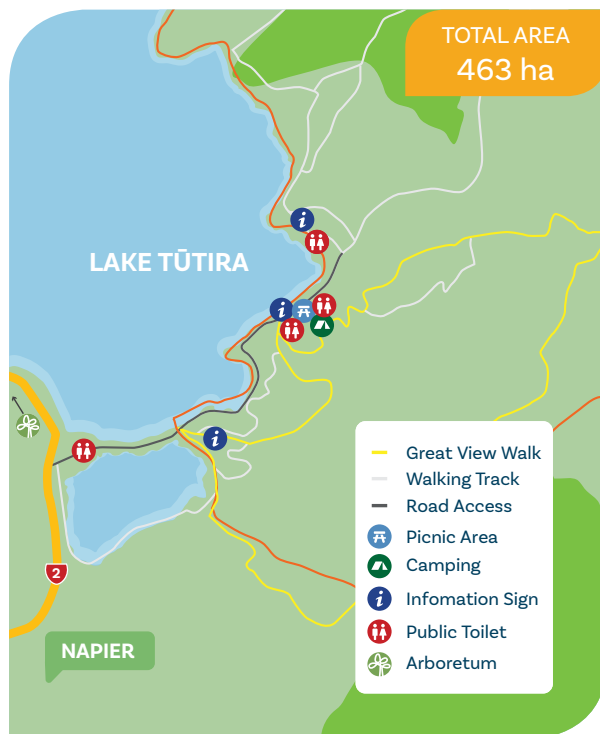 TOTAL AREA
463 ha
LAKE TŪTIRA
Great View Walk
Walking Track
Road Access
Picnic Area
Camping
i Infomation Sign
Public Toilet
Arboretum
i
i
i
2
NAPIER